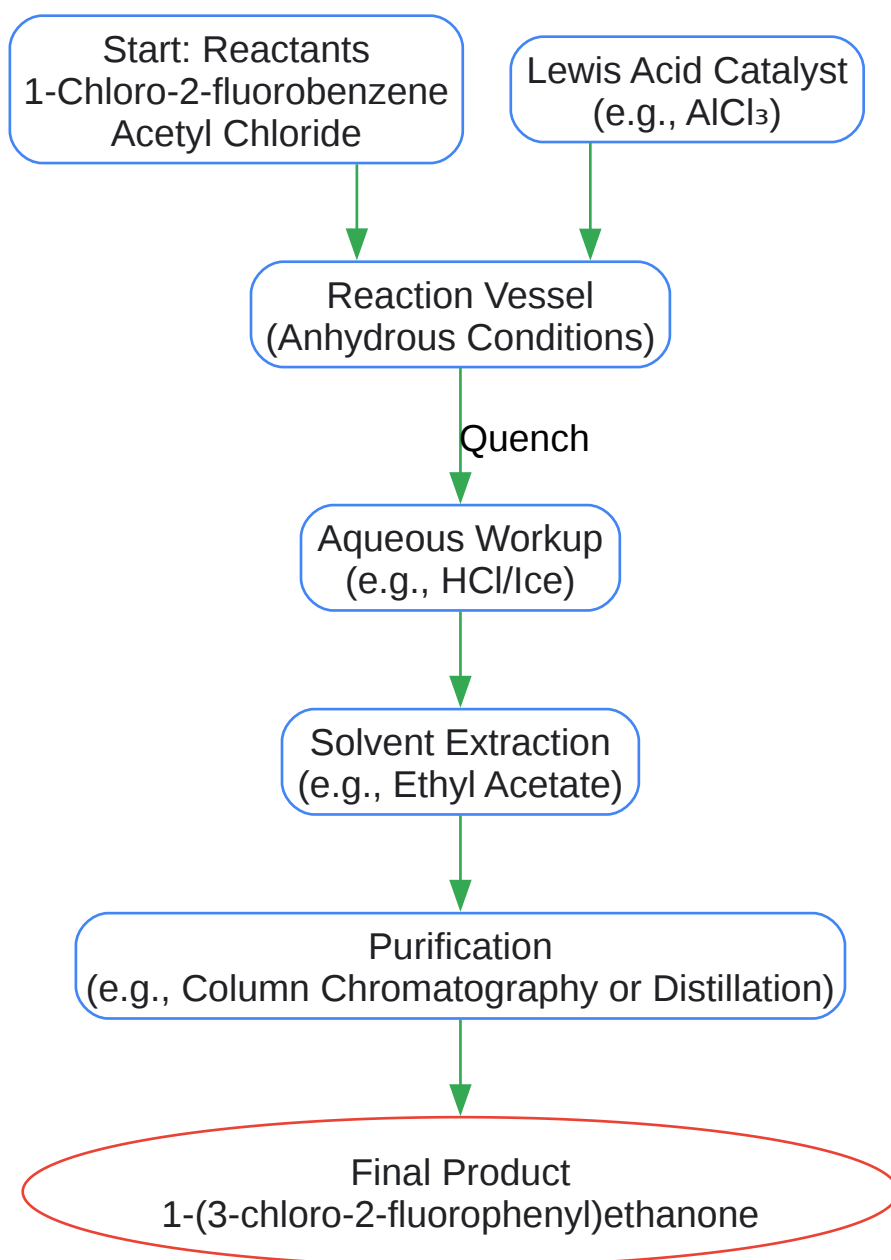 Start: Reactants
1-Chloro-2-fluorobenzene
Acetyl Chloride
Lewis Acid Catalyst
(e.g., AlCl₃)
Reaction Vessel
(Anhydrous Conditions)
Quench
Aqueous Workup
(e.g., HCl/Ice)
Solvent Extraction
(e.g., Ethyl Acetate)
Purification
(e.g., Column Chromatography or Distillation)
Final Product
1-(3-chloro-2-fluorophenyl)ethanone